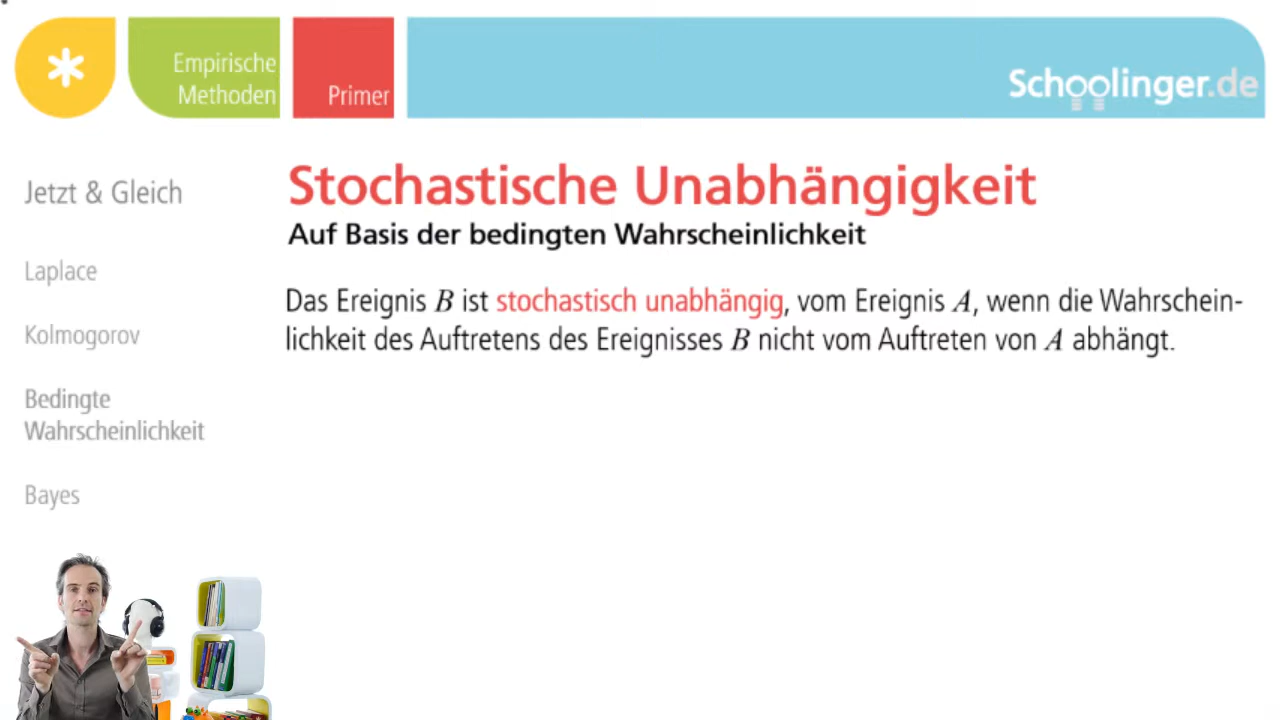 Empirische
Methoden
Primer
Schoolinger.de
Jetzt & Gleich
Laplace
Kolmogorov
Bedingte
Wahrscheinlichkeit
Bayes
Stochastische Unabhängigkeit
Auf Basis der bedingten Wahrscheinlichkeit
Das Ereignis B ist stochastisch unabhängig, vom Ereignis A, wenn die Wahrschein-
lichkeit des Auftretens des Ereignisses B nicht vom Auftreten von A abhängt.